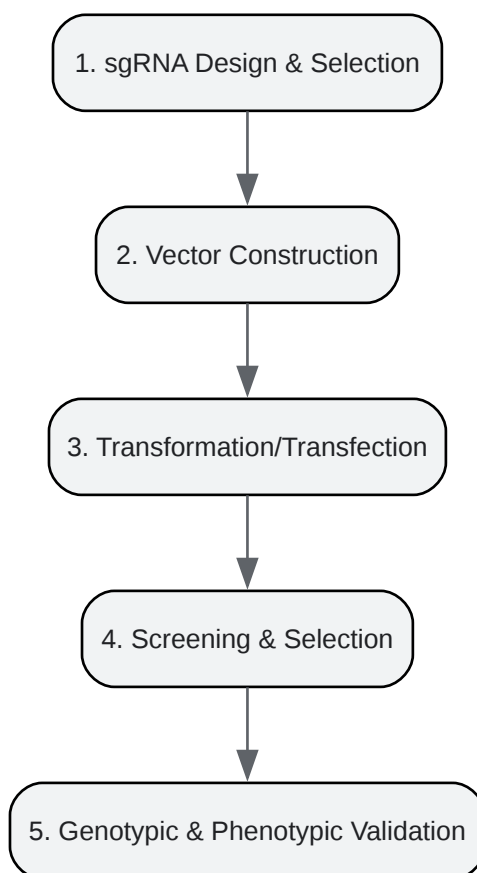 1. sgRNA Design & Selection
2. Vector Construction
3. Transformation/Transfection
4. Screening & Selection
5. Genotypic & Phenotypic Validation